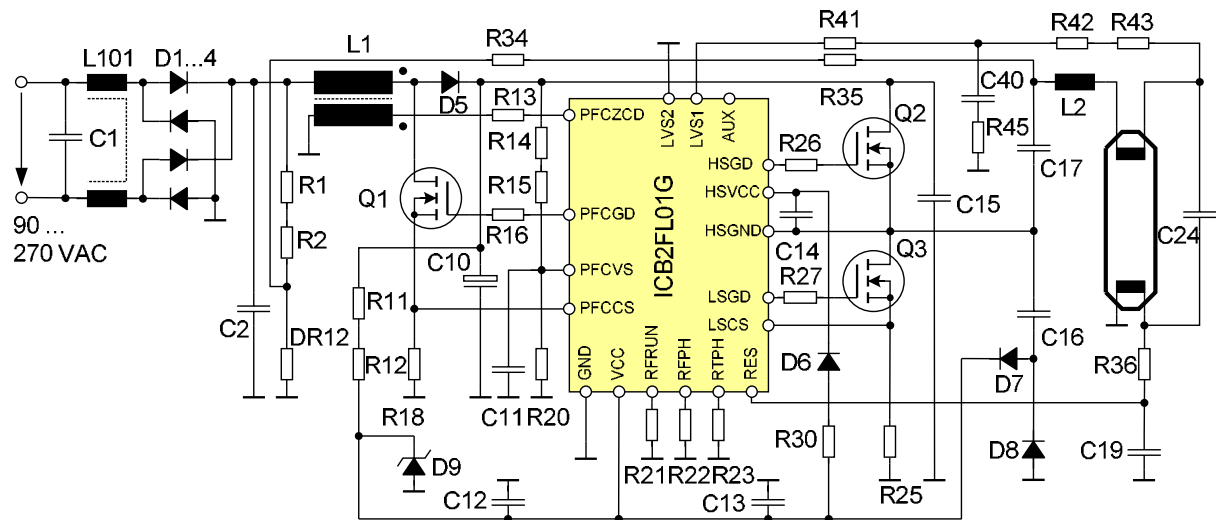 R41
R42
R43
L101
D1...4
L1
R34
D5
R35
C40
L2
C1
R13
PFCZCD
LVS2
LVS1
AUX
Q2
R45
R14
R26
HSGD
C17
R1
R15
HSVCC
Q1
PFCGD
ICB2FL01G
C15
90 ...
270 VAC
R2
R16
HSGND
C14
C24
C10
PFCVS
Q3
R27
LSGD
R11
PFCCS
LSCS
C2
DR12
C16
R12
GND
VCC
RFRUN
RFPH
RTPH
RES
D6
D7
R36
R18
C11
R20
R30
D8
C19
D9
R21
R22
R23
R25
C12
C13